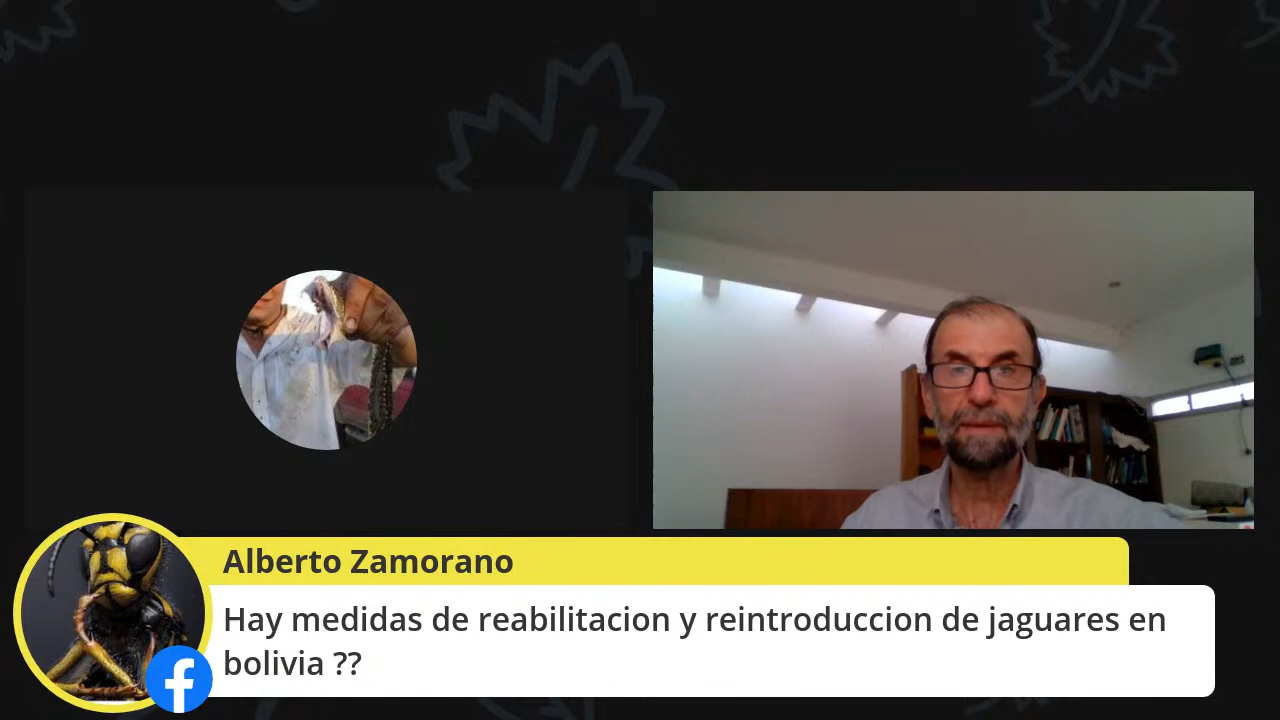 Alberto Zamorano
Hay medidas de reabilitacion y reintroduccion de jaguares en
bolivia ??